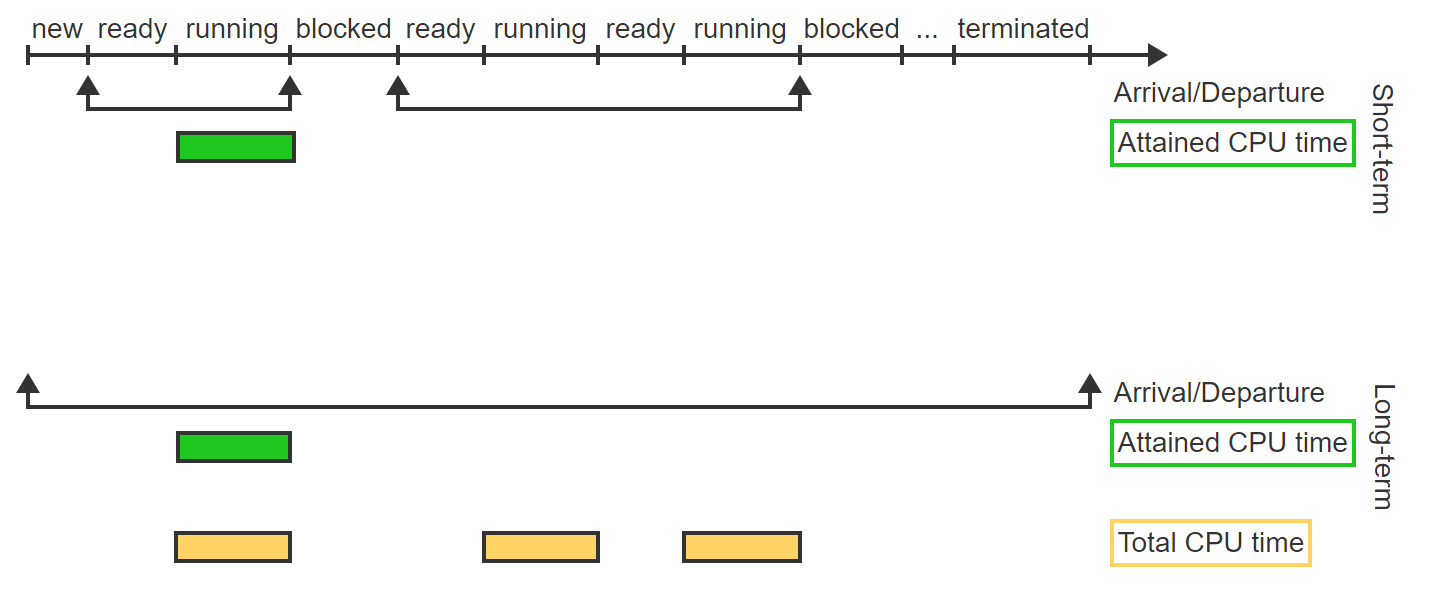 new ready running blocked ready running ready running blocked ... terminated
Arrival/Departure
Attained CPU time
Short-term
Arrival/Departure
Attained CPU time
Total CPU time
Long-term